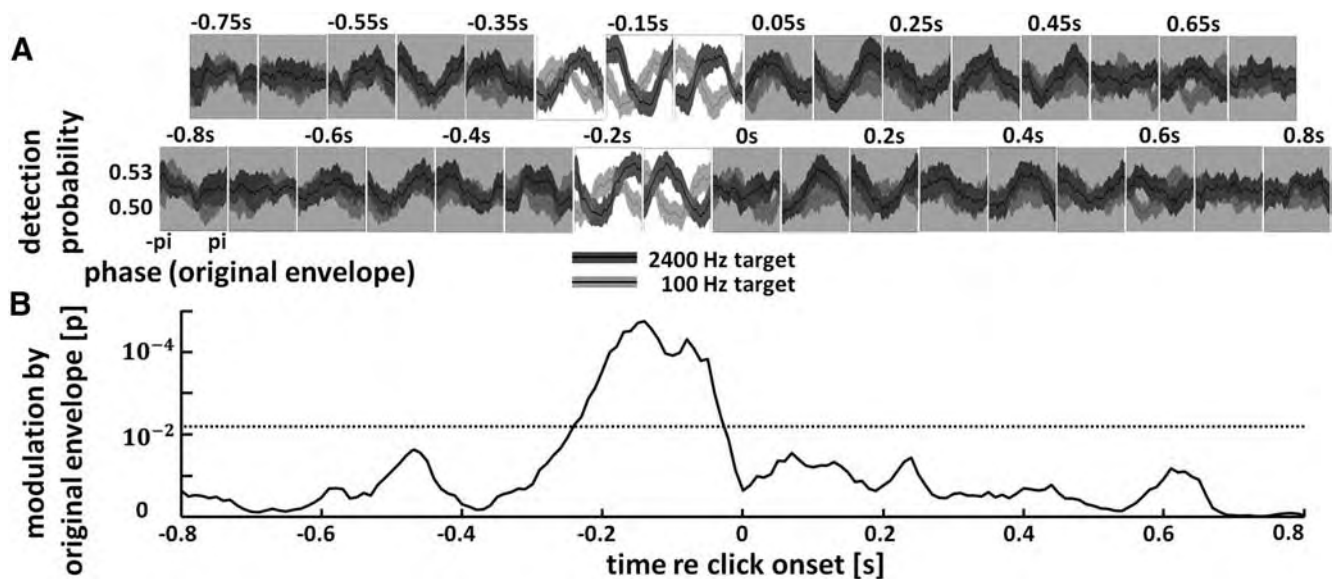 A
-0.75s -0.55s -0.35s -0.15s 0.05s 0.25s 0.45s 0.65s
-0.8s -0.6s -0.4s -0.2s 0s 0.2s 0.4s 0.6s 0.8s
detection
probability
0.53
0.50
-pi pi
phase (original envelope)
2400 Hz target
100 Hz target
B
modulation by
original envelope [p]
10⁻⁴
10⁻²
0
-0.8 -0.6 -0.4 -0.2 0 0.2 0.4 0.6 0.8
time re click onset [s]